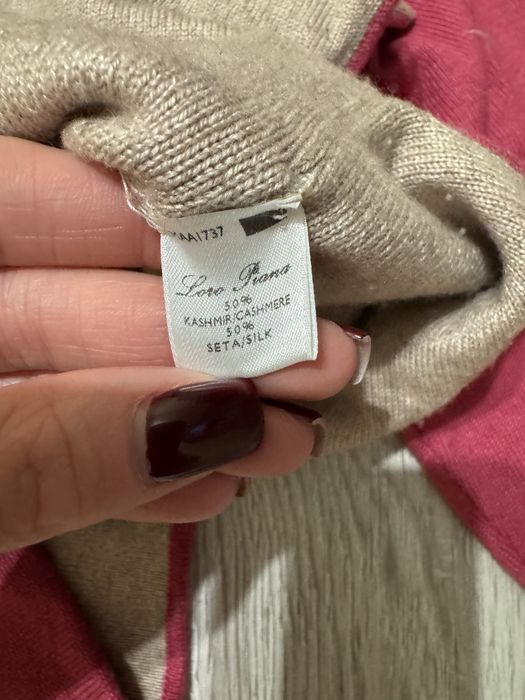 AA1737
Loro Piana
50%
KASHMIR/CASHMERE
50%
SETA/SILK